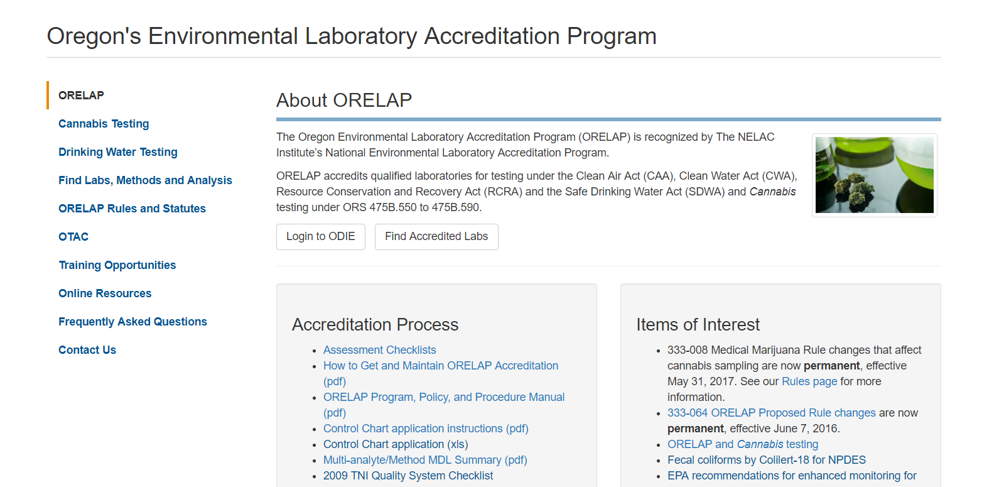 Oregon's Environmental Laboratory Accreditation Program
ORELAP
Cannabis Testing
Drinking Water Testing
Find Labs, Methods and Analysis
ORELAP Rules and Statutes
OTAC
Training Opportunities
Online Resources
Frequently Asked Questions
Contact Us
About ORELAP
The Oregon Environmental Laboratory Accreditation Program (ORELAP) is recognized by The NELAC
Institute’s National Environmental Laboratory Accreditation Program.
ORELAP accredits qualified laboratories for testing under the Clean Air Act (CAA), Clean Water Act (CWA),
Resource Conservation and Recovery Act (RCRA) and the Safe Drinking Water Act (SDWA) and Cannabis
testing under ORS 475B.550 to 475B.590.
Login to ODIE
Find Accredited Labs
Accreditation Process
• Assessment Checklists
• How to Get and Maintain ORELAP Accreditation
(pdf)
• ORELAP Program, Policy, and Procedure Manual
(pdf)
• Control Chart application instructions (pdf)
• Control Chart application (xls)
• Multi-analyte/Method MDL Summary (pdf)
• 2009 TNI Quality System Checklist
Items of Interest
• 333-008 Medical Marijuana Rule changes that affect
cannabis sampling are now permanent, effective
May 31, 2017. See our Rules page for more
information.
• 333-064 ORELAP Proposed Rule changes are now
permanent, effective June 7, 2016.
• ORELAP and Cannabis testing
• Fecal coliforms by Colilert-18 for NPDES
• EPA recommendations for enhanced monitoring for